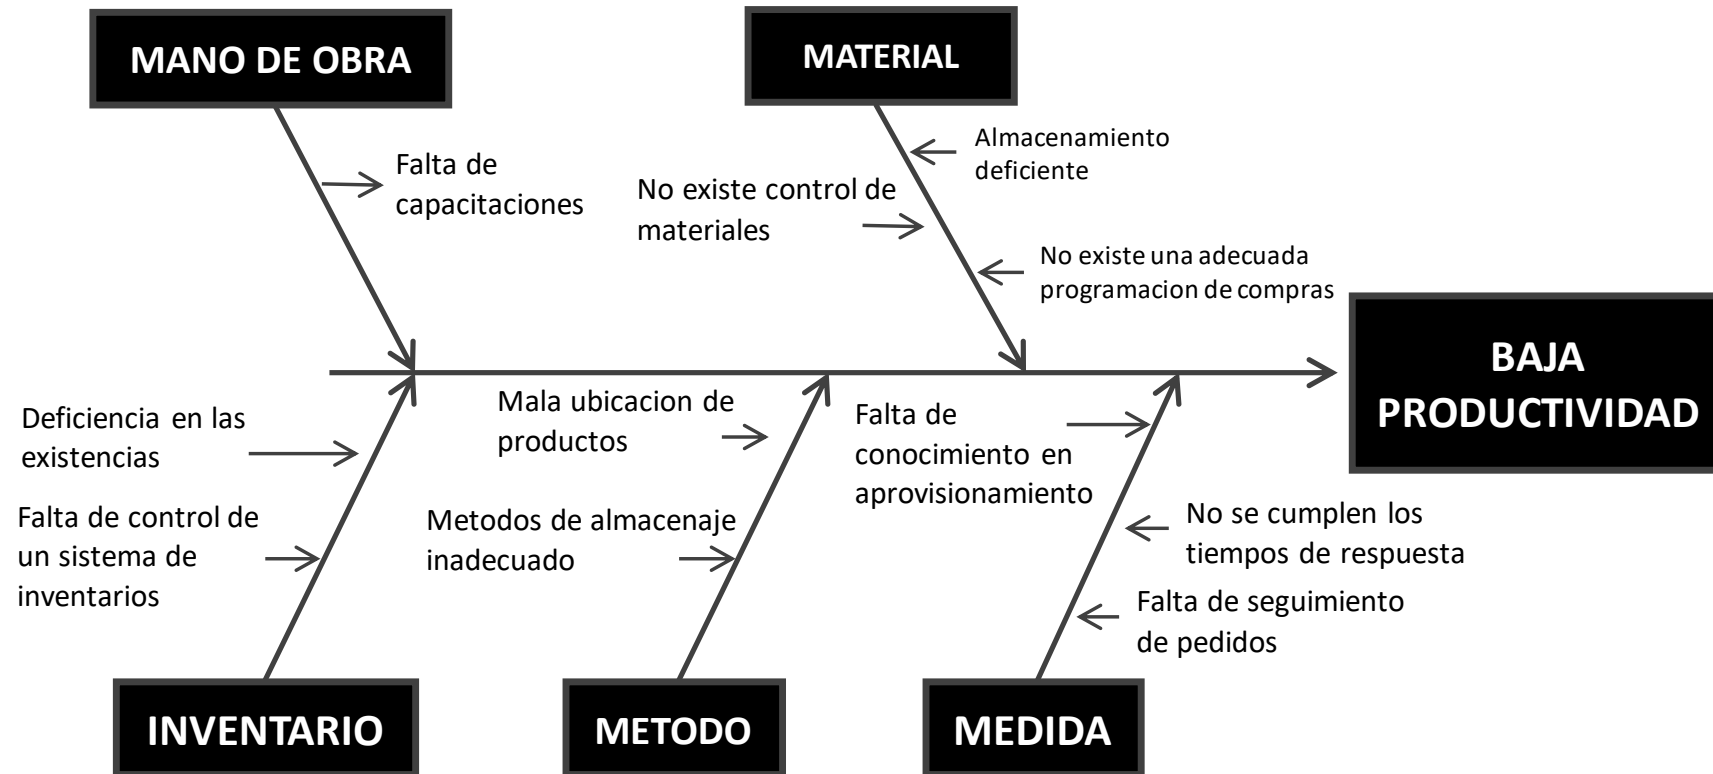 MANO DE OBRA
MATERIAL
Falta de
capacitaciones
No existe control de
materiales
Almacenamiento
deficiente
No existe una adecuada
programacion de compras
BAJA
PRODUCTIVIDAD
Deficiencia en las
existencias
Falta de control de
un sistema de
inventarios
Mala ubicacion de
productos
Metodos de almacenaje
inadecuado
Falta de
conocimiento en
aprovisionamiento
No se cumplen los
tiempos de respuesta
Falta de seguimiento
de pedidos
INVENTARIO
METODO
MEDIDA